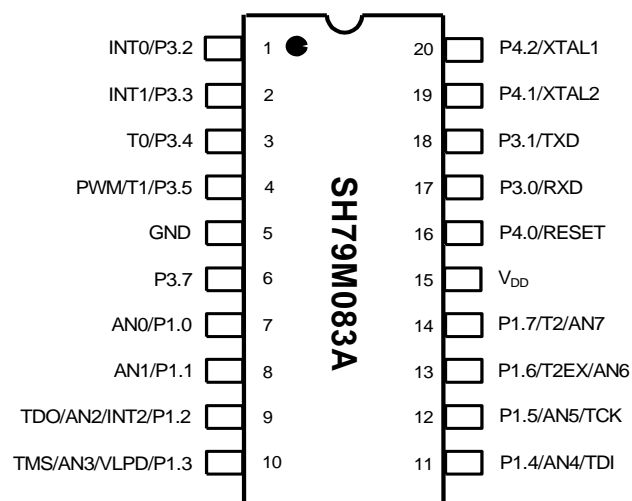 INT0/P3.2 1 20 P4.2/XTAL1
INT1/P3.3 2 19 P4.1/XTAL2
T0/P3.4 3 18 P3.1/TXD
PWM/T1/P3.5 4 17 P3.0/RXD
GND 5 16 P4.0/RESET
P3.7 6 15 VDD
AN0/P1.0 7 14 P1.7/T2/AN7
AN1/P1.1 8 13 P1.6/T2EX/AN6
TDO/AN2/INT2/P1.2 9 12 P1.5/AN5/TCK
TMS/AN3/VLPD/P1.3 10 11 P1.4/AN4/TDI
SH79M083A